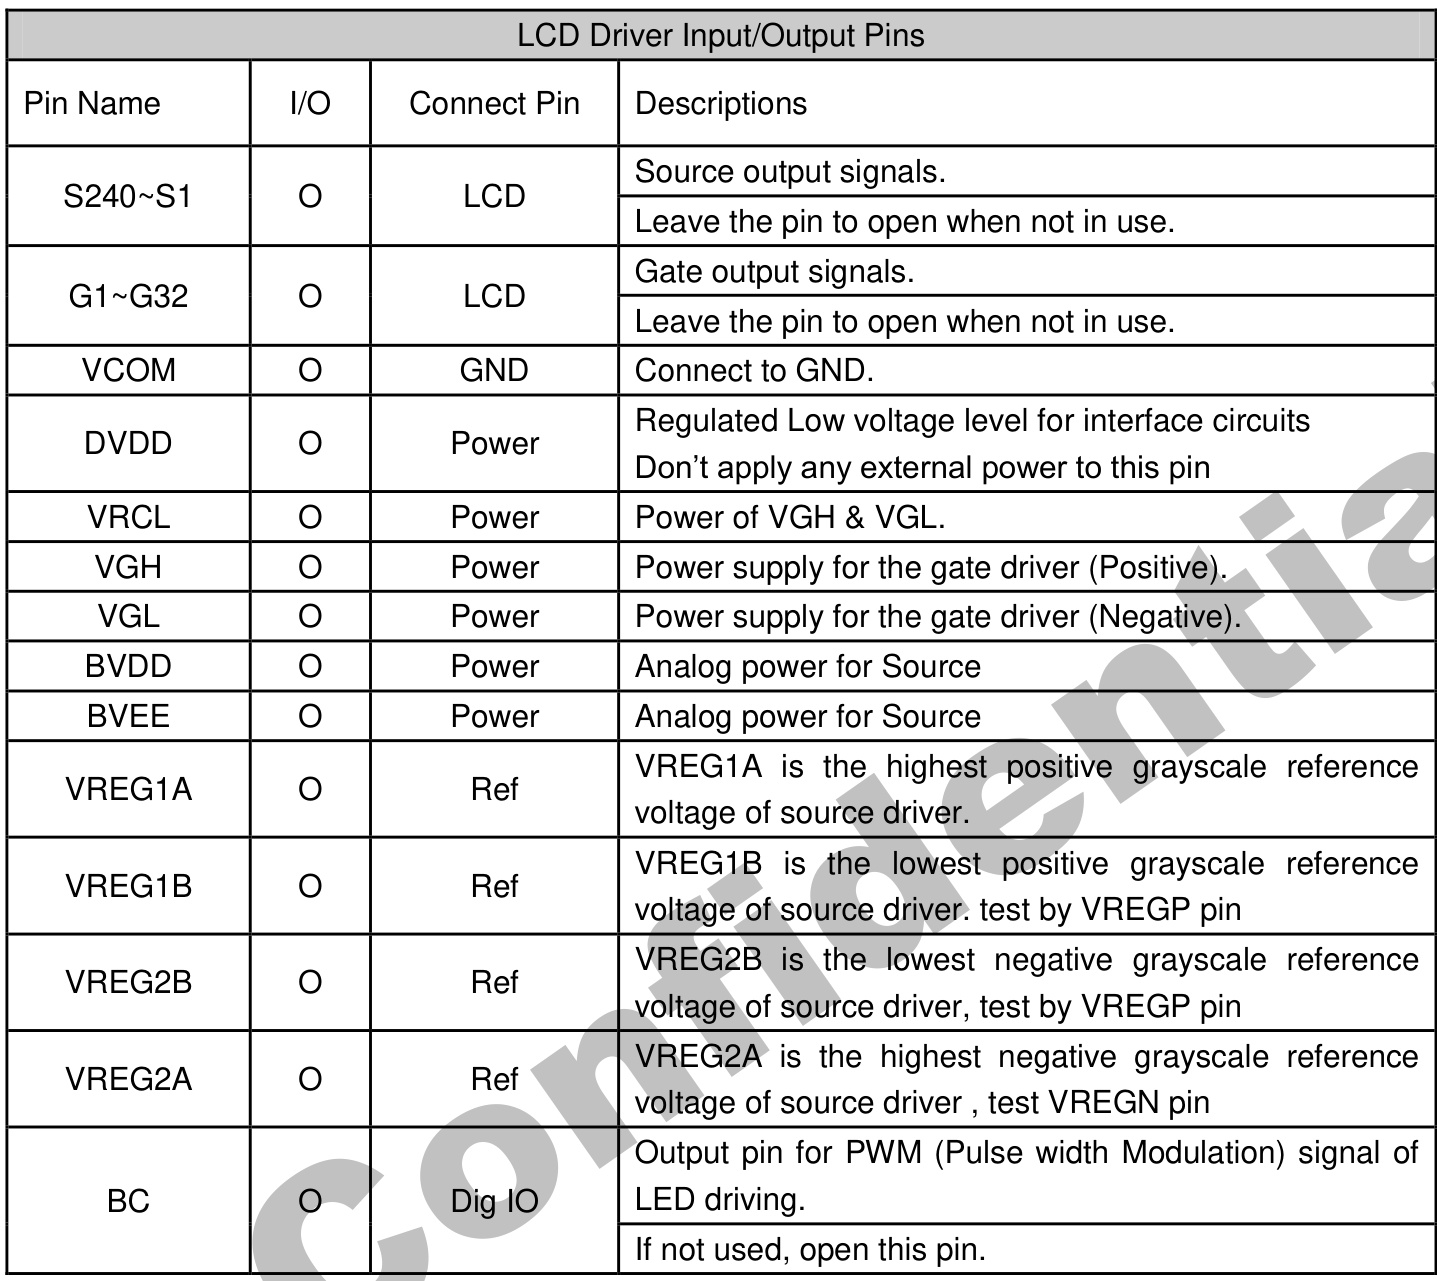 LCD Driver Input/Output Pins
Pin Name I/O Connect Pin Descriptions
S240~S1 O LCD Source output signals.
Leave the pin to open when not in use.
G1~G32 O LCD Gate output signals.
Leave the pin to open when not in use.
VCOM O GND Connect to GND.
DVDD O Power Regulated Low voltage level for interface circuits
Don't apply any external power to this pin
VRCL O Power Power of VGH & VGL.
VGH O Power Power supply for the gate driver (Positive).
VGL O Power Power supply for the gate driver (Negative).
BVDD O Power Analog power for Source
BVEE O Power Analog power for Source
VREG1A O Ref VREG1A is the highest positive grayscale reference
voltage of source driver.
VREG1B O Ref VREG1B is the lowest positive grayscale reference
voltage of source driver. test by VREGP pin
VREG2B O Ref VREG2B is the lowest negative grayscale reference
voltage of source driver, test by VREGP pin
VREG2A O Ref VREG2A is the highest negative grayscale reference
voltage of source driver , test VREGN pin
BC O Dig IO Output pin for PWM (Pulse width Modulation) signal of
LED driving.
If not used, open this pin.
Confidentia